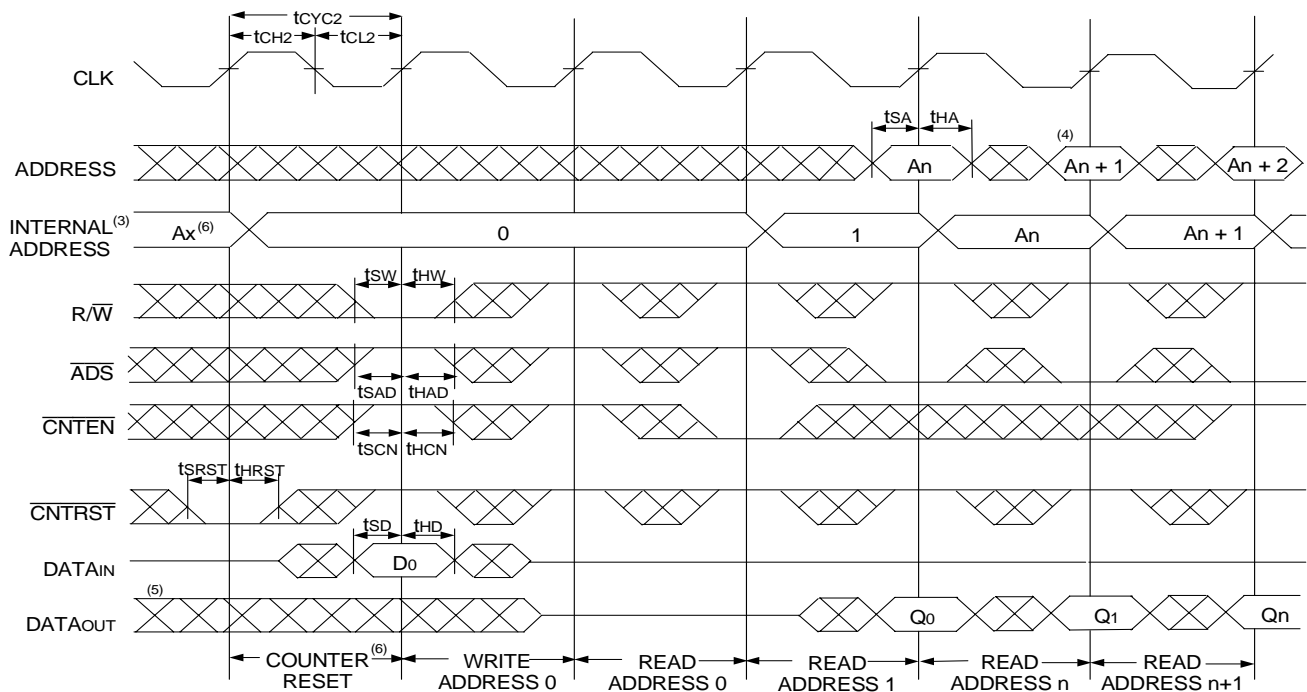 tCYC2
tCH2 tCL2
CLK
tSA tHA
ADDRESS An (4) An + 1 An + 2
INTERNAL(3) ADDRESS Ax(6) 0 1 An An + 1
tSW tHW
R/W̅
A̅D̅S̅
tSAD tHAD
C̅N̅T̅E̅N̅
tSCN tHCN
tSRST tHRST
C̅N̅T̅R̅S̅T̅
tSD tHD
DATAIN D0
(5)
DATAOUT Q0 Q1 Qn
COUNTER(6) WRITE READ READ READ READ
RESET ADDRESS 0 ADDRESS 0 ADDRESS 1 ADDRESS n ADDRESS n+1